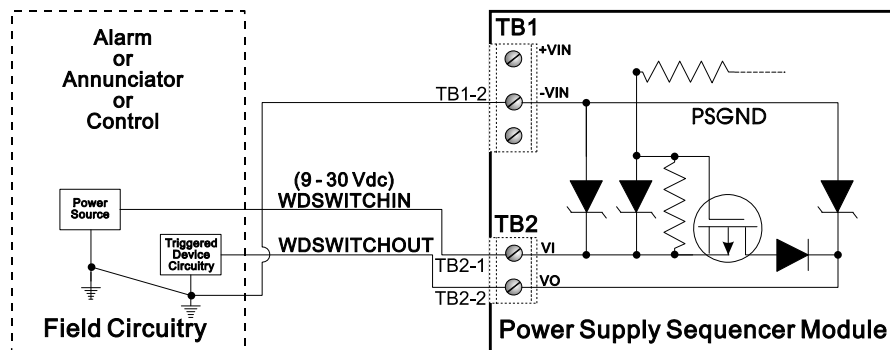 Alarm
or
Annunciator
or
Control
Power
Source
Triggered
Device
Circuitry
Field Circuitry
(9 - 30 Vdc)
WDSWITCHIN
WDSWITCHOUT
TB1
+VIN
TB1-2
-VIN
PSGND
TB2
VI
TB2-1
VO
TB2-2
Power Supply Sequencer Module